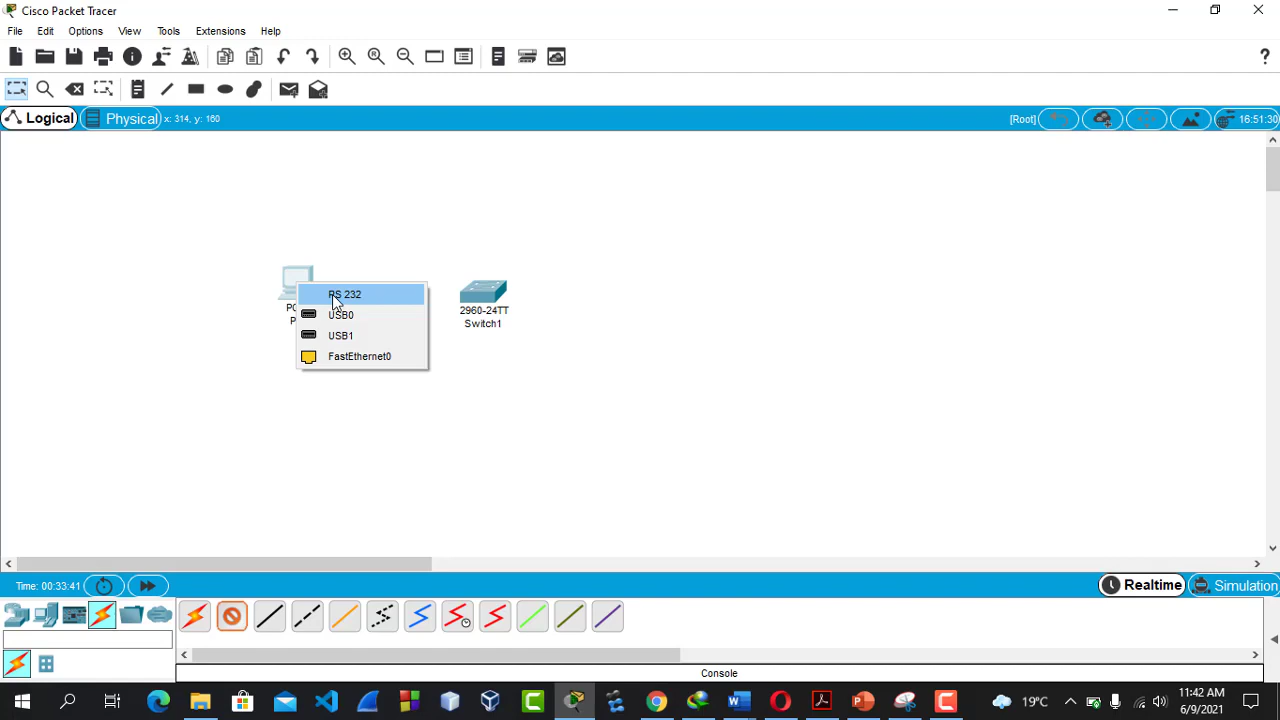 Cisco Packet Tracer
File Edit Options View Tools Extensions Help
?
Logical Physical x: 314, y: 160 [Root] 16:51:30
RS 232
USB0
USB1
FastEthernet0
PC
P
2960-24TT
Switch1
Time: 00:33:41 Realtime Simulation
Console
19°C
11:42 AM
6/9/2021